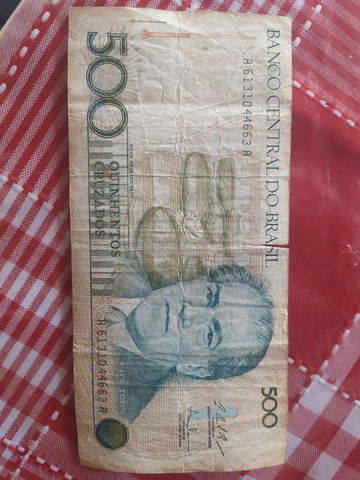 BANCO CENTRAL DO BRASIL
A 6131044663 A
500
QUINHENTOS
CRUZADOS
A 6131044663 A
500